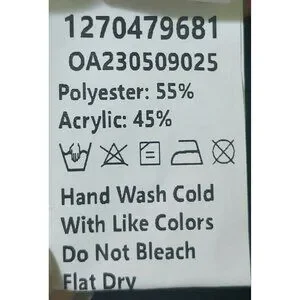 1270479681
OA230509025
Polyester: 55%
Acrylic: 45%
Hand Wash Cold
With Like Colors
Do Not Bleach
Flat Dry